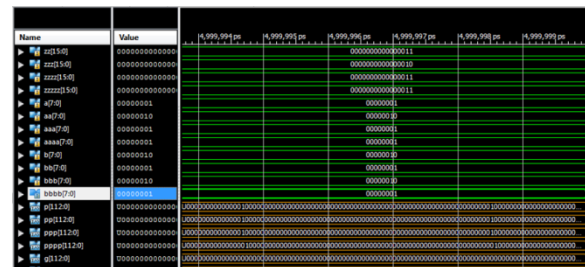 Name Value 4,999,994 ps 4,999,995 ps 4,999,996 ps 4,999,997 ps 4,999,998 ps 4,999,999 ps
zz[15:0] 0000000000000011
zzz[15:0] 0000000000000010
zzzz[15:0] 0000000000000011
zzzzz[15:0] 0000000000000011
a[7:0] 00000001 00000001
aa[7:0] 00000010 00000010
aaa[7:0] 00000001 00000001
aaaa[7:0] 00000001 00000001
b[7:0] 00000010 00000010
bb[7:0] 00000001 00000001
bbb[7:0] 00000010 00000010
bbbb[7:0] 00000001 00000001
p[112:0]
pp[112:0]
ppp[112:0]
pppp[112:0]
g[112:0]